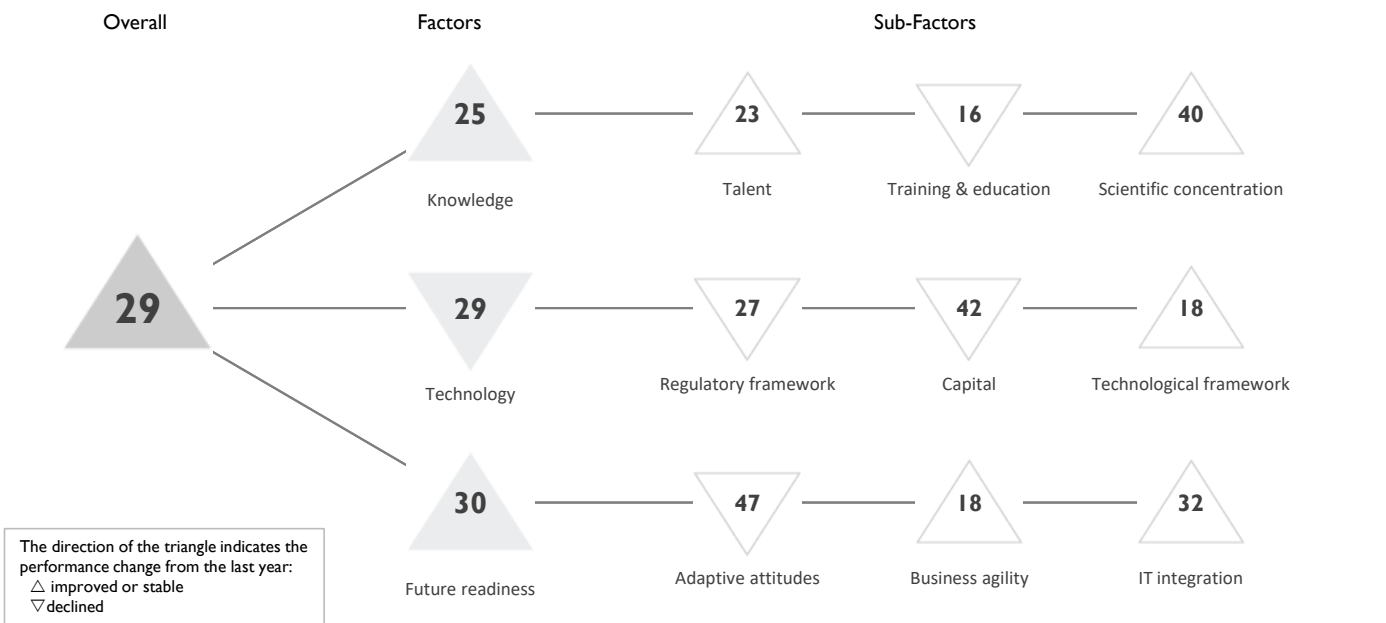 Overall Factors Sub-Factors
25 23 16 40
Knowledge Talent Training & education Scientific concentration
29 29 27 42 18
Technology Regulatory framework Capital Technological framework
30 47 18 32
Future readiness Adaptive attitudes Business agility IT integration
The direction of the triangle indicates the
performance change from the last year:
△ improved or stable
▽ declined